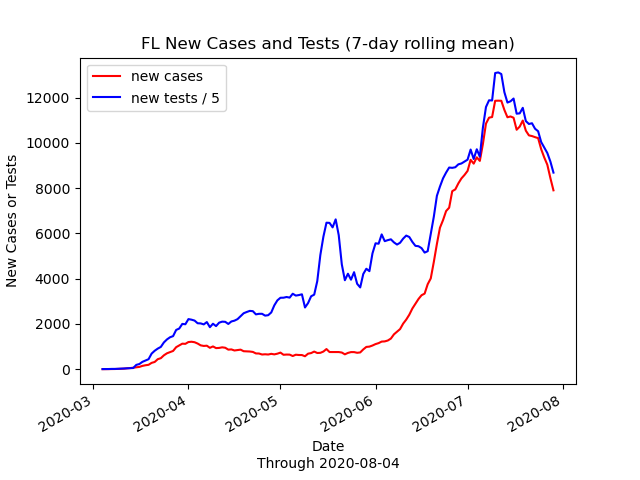 FL New Cases and Tests (7-day rolling mean)
new cases
new tests / 5
12000
10000
8000
6000
4000
2000
0
New Cases or Tests
2020-03
2020-04
2020-05
2020-06
2020-07
2020-08
Date
Through 2020-08-04